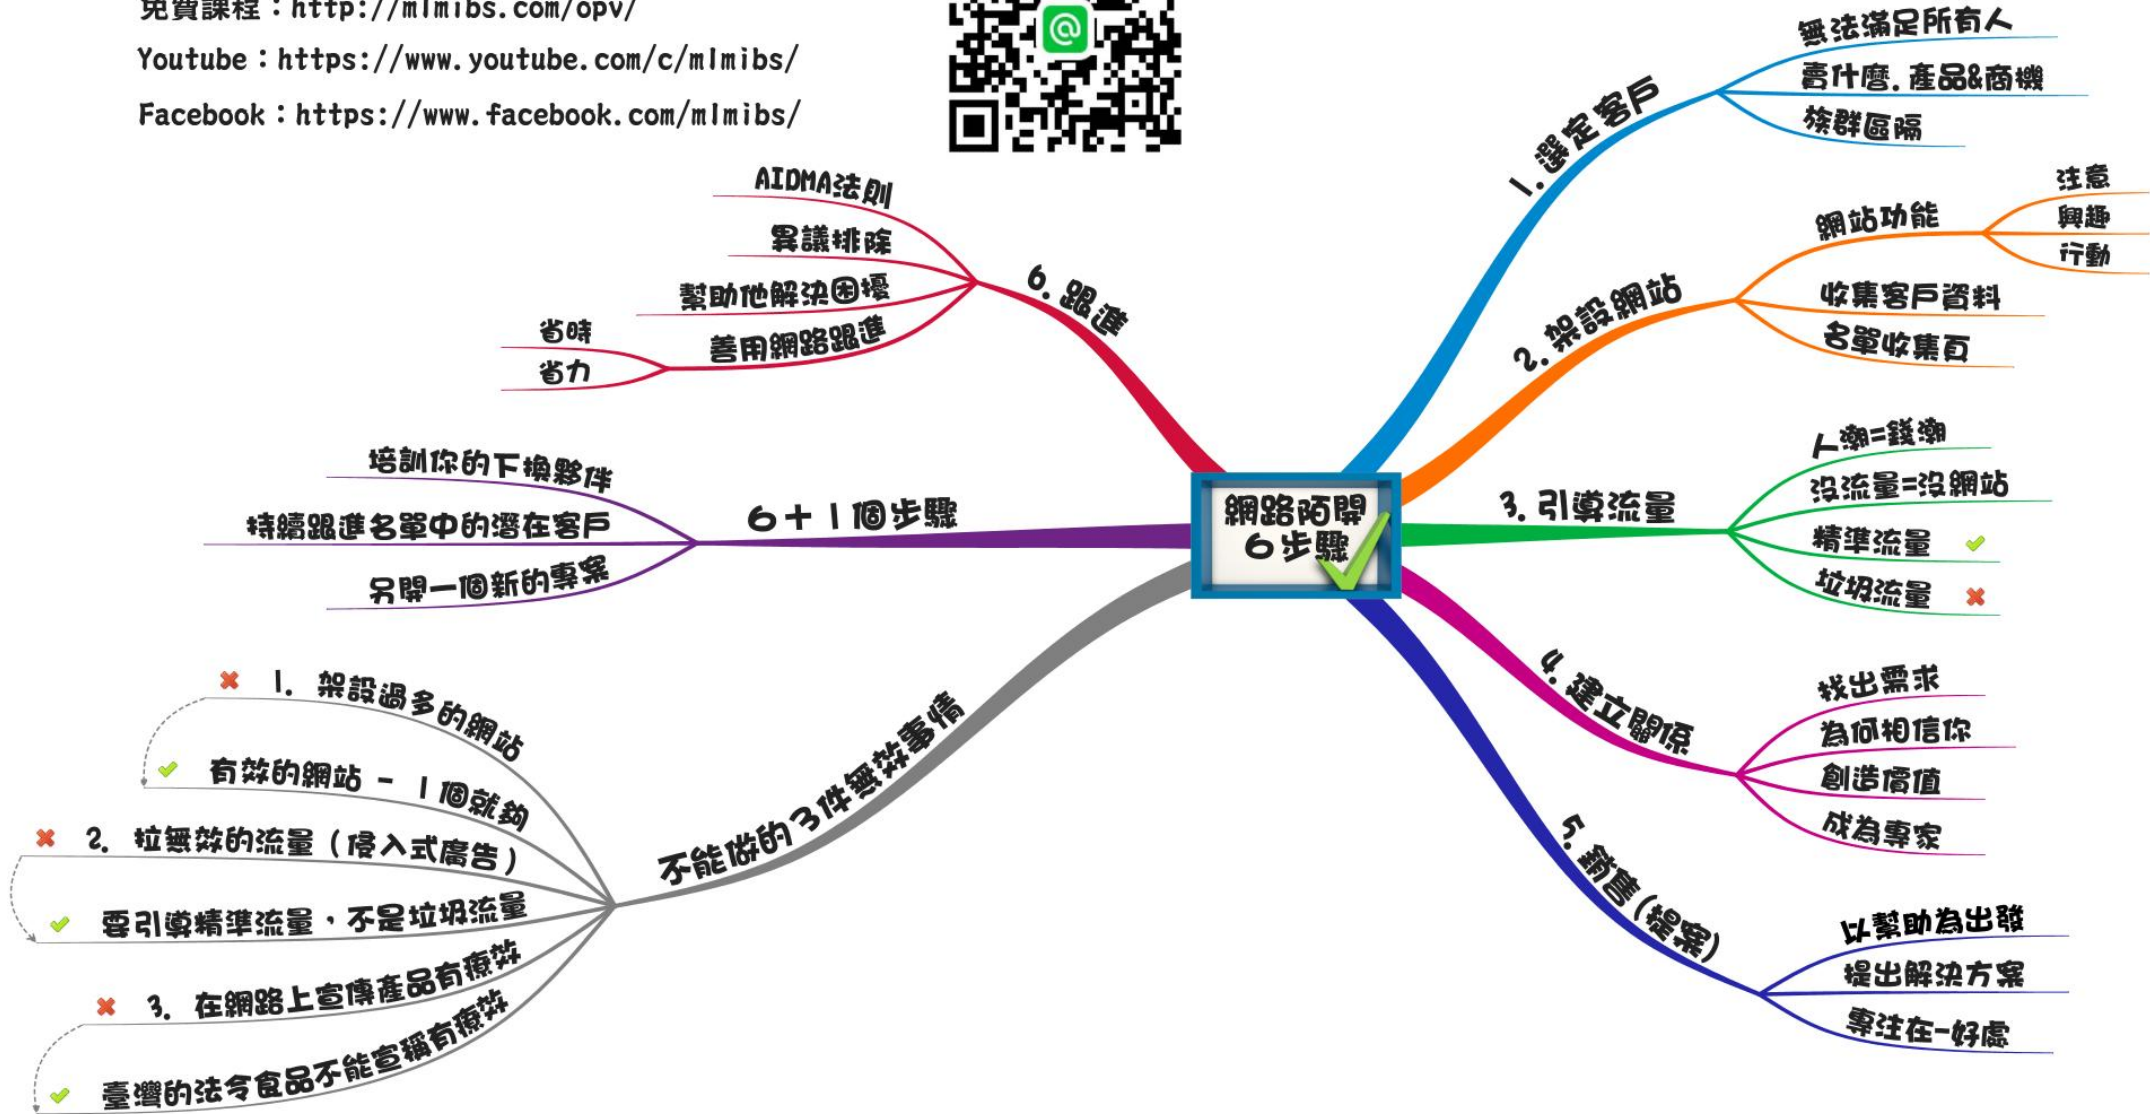 免費課程：http://mlmibs.com/opv/
Youtube：https://www.youtube.com/c/mlmibs/
Facebook：https://www.facebook.com/mlmibs/
網路陌開
6步驟
1.選定客戶
無法滿足所有人
賣什麼.產品&商機
族群區隔
2.架設網站
網站功能
注意
興趣
行動
收集客戶資料
名單收集頁
3.引導流量
人潮=錢潮
沒流量=沒網站
精準流量
垃圾流量
4.建立關係
找出需求
為何相信你
創造價值
成為專家
5.銷售(提案)
以幫助為出發
提出解決方案
專注在-好處
6.跟進
AIDMA法則
異議排除
幫助他解決困擾
善用網路跟進
省時
省力
6+1個步驟
培訓你的下換夥伴
持續跟進名單中的潛在客戶
另開一個新的專案
不能做的3件無效事情
1. 架設過多的網站
有效的網站 - 1個就夠
2. 拉無效的流量(侵入式廣告)
要引導精準流量，不是垃圾流量
3. 在網路上宣傳產品有療效
臺灣的法令食品不能宣稱有療效